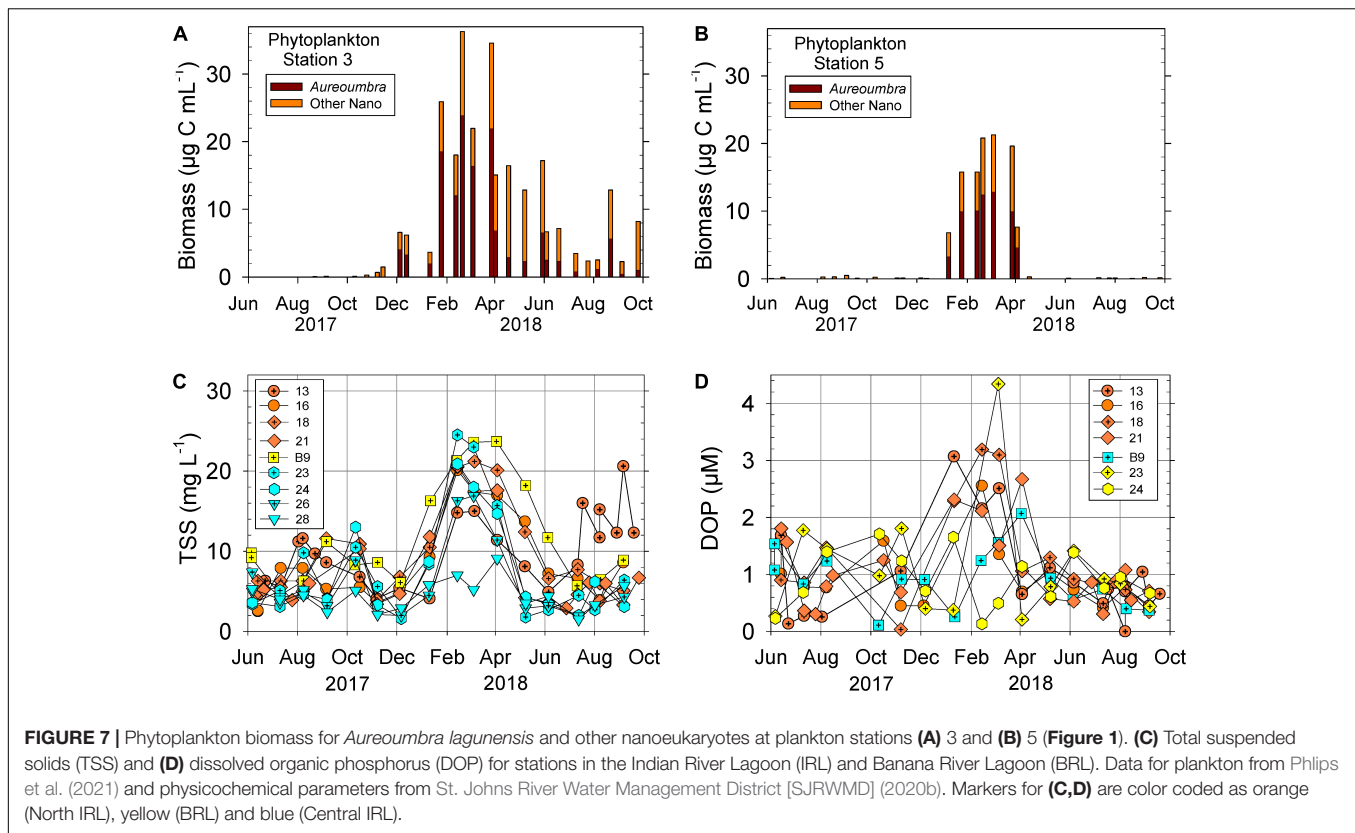 A
Phytoplankton
Station 3
Aureoumbra
Other Nano
Biomass (µg C mL⁻¹)
30
20
10
0
Jun Aug Oct Dec Feb Apr Jun Aug Oct
2017 2018
B
Phytoplankton
Station 5
Aureoumbra
Other Nano
Biomass (µg C mL⁻¹)
30
20
10
0
Jun Aug Oct Dec Feb Apr Jun Aug Oct
2017 2018
C
13
16
18
21
B9
23
24
26
28
TSS (mg L⁻¹)
30
20
10
0
Jun Aug Oct Dec Feb Apr Jun Aug Oct
2017 2018
D
13
16
18
21
B9
23
24
DOP (µM)
4
3
2
1
0
Jun Aug Oct Dec Feb Apr Jun Aug Oct
2017 2018
FIGURE 7 | Phytoplankton biomass for Aureoumbra lagunensis and other nanoeukaryotes at plankton stations (A) 3 and (B) 5 (Figure 1). (C) Total suspended
solids (TSS) and (D) dissolved organic phosphorus (DOP) for stations in the Indian River Lagoon (IRL) and Banana River Lagoon (BRL). Data for plankton from Phlips
et al. (2021) and physicochemical parameters from St. Johns River Water Management District [SJRWMD] (2020b). Markers for (C,D) are color coded as orange
(North IRL), yellow (BRL) and blue (Central IRL).